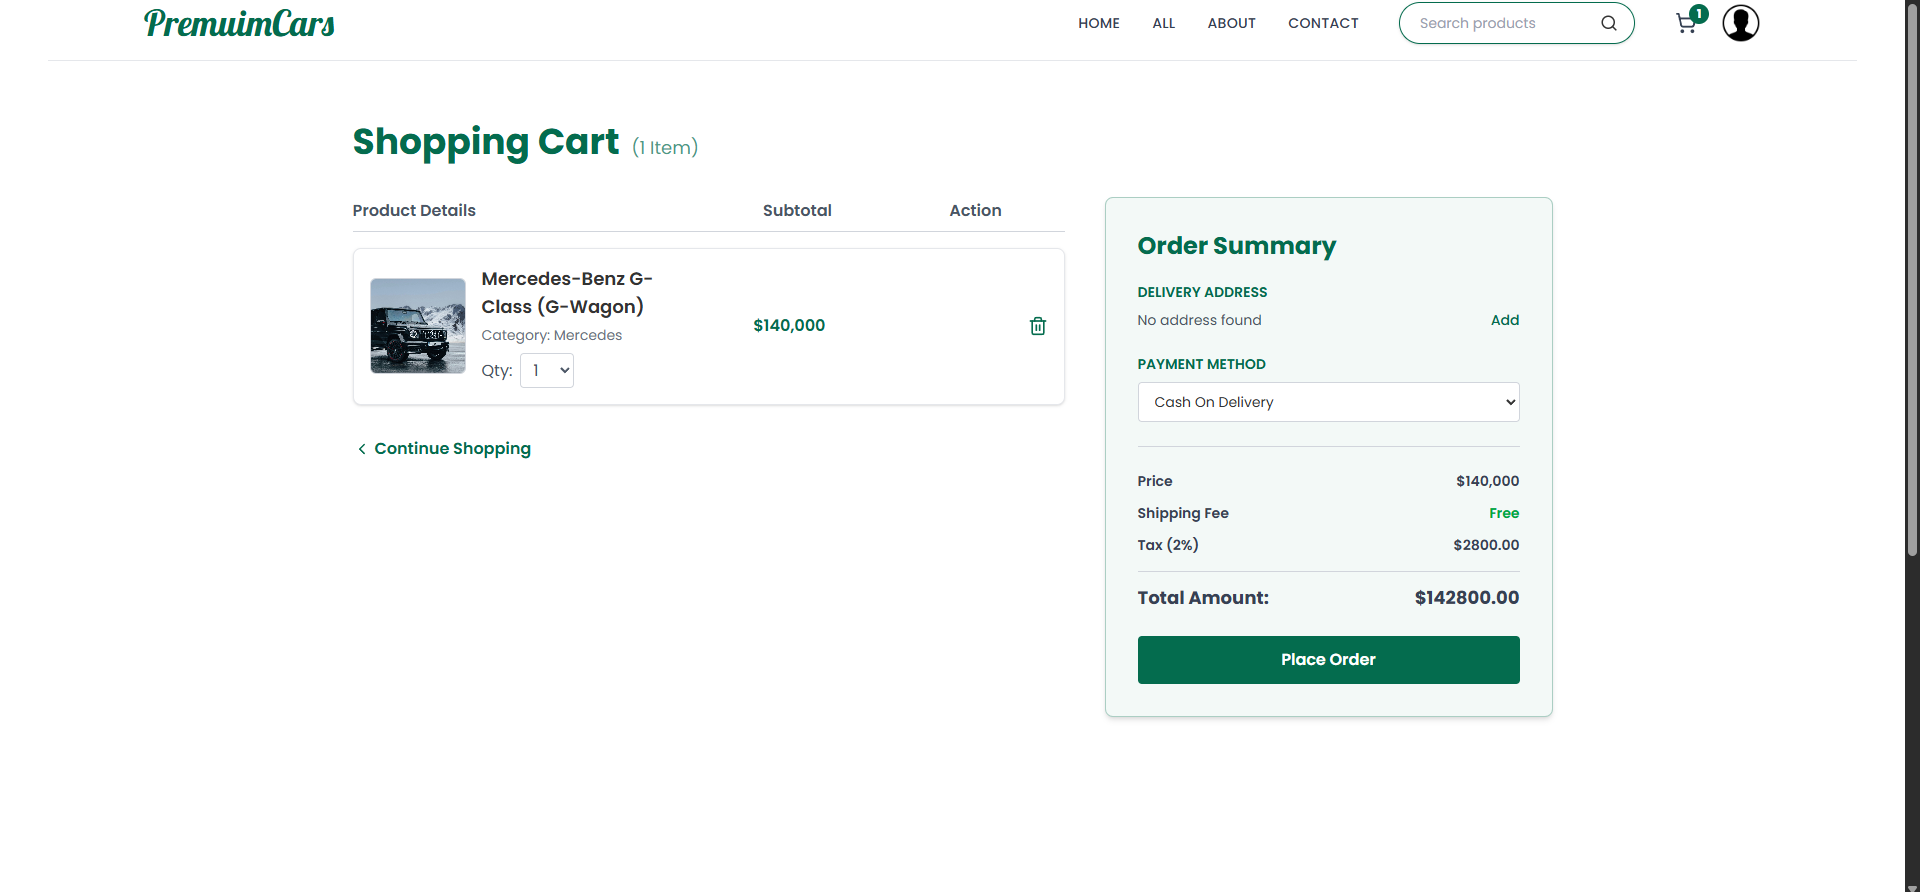 PremuimCars
HOME
ALL
ABOUT
CONTACT
Search products
1
Shopping Cart (1 Item)
Product Details
Subtotal
Action
Mercedes-Benz G-
Class (G-Wagon)
Category: Mercedes
Qty: 1
$140,000
Continue Shopping
Order Summary
DELIVERY ADDRESS
No address found
Add
PAYMENT METHOD
Cash On Delivery
Price $140,000
Shipping Fee Free
Tax (2%) $2800.00
Total Amount: $142800.00
Place Order